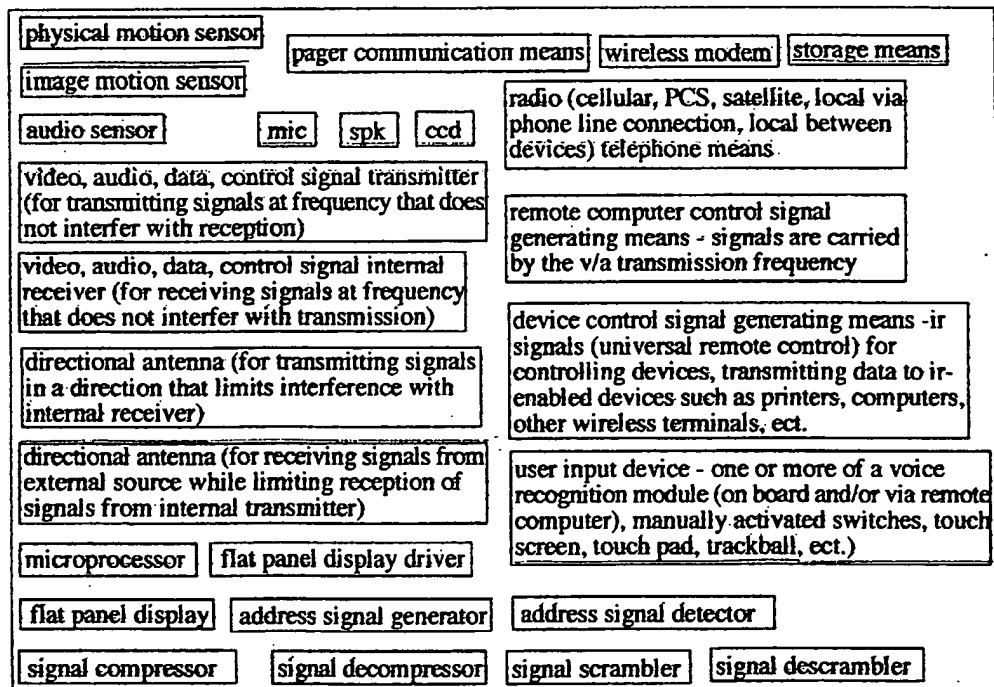 physical motion sensor
pager communication means
wireless modem
storage means
image motion sensor
audio sensor
mic
spk
ccd
radio (cellular, PCS, satellite, local via
phone line connection, local between
devices) telephone means
video, audio, data, control signal transmitter
(for transmitting signals at frequency that does
not interfer with reception)
remote computer control signal
generating means - signals are carried
by the v/a transmission frequency
video, audio, data, control signal internal
receiver (for receiving signals at frequency
that does not interfer with transmission)
device control signal generating means -ir
signals (universal remote control) for
controlling devices, transmitting data to ir-
enabled devices such as printers, computers,
other wireless terminals, ect.
directional antenna (for transmitting signals
in a direction that limits interference with
internal receiver)
directional antenna (for receiving signals from
external source while limiting reception of
signals from internal transmitter)
user input device - one or more of a voice
recognition module (on board and/or via remote
computer), manually activated switches, touch
screen, touch pad, trackball, ect.)
microprocessor
flat panel display driver
flat panel display
address signal generator
address signal detector
signal compressor
signal decompressor
signal scrambler
signal descrambler